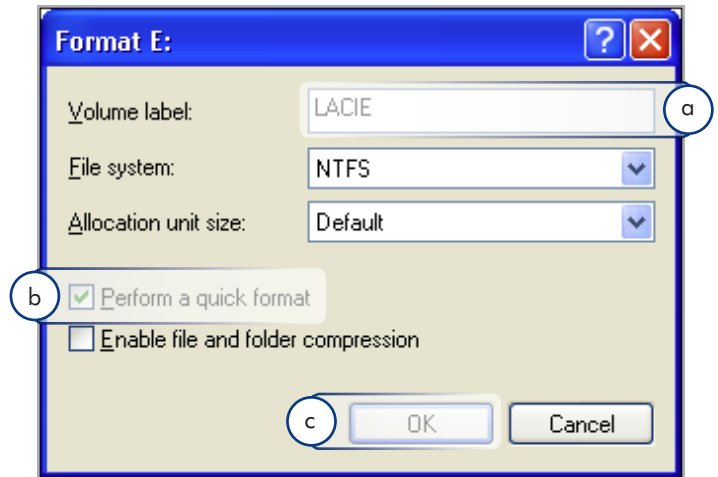 Format E:
Volume label: LACIE a
File system: NTFS
Allocation unit size: Default
b Perform a quick format
Enable file and folder compression
c OK Cancel